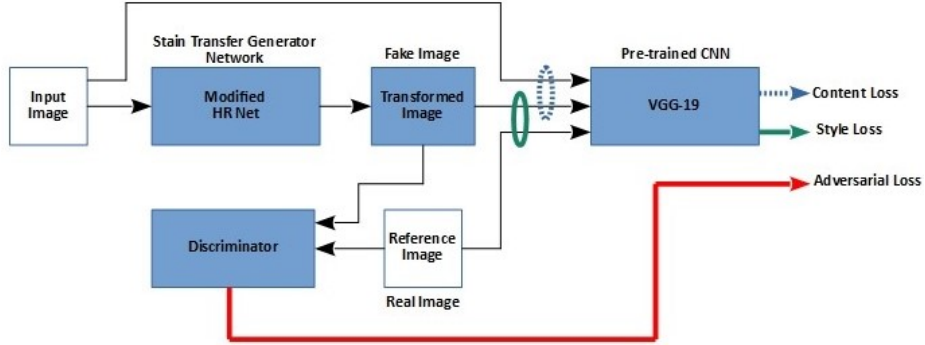 Stain Transfer Generator
Network
Fake Image
Pre-trained CNN
Input
Image
Modified
HR Net
Transformed
Image
VGG-19
Content Loss
Style Loss
Adversarial Loss
Discriminator
Reference
Image
Real Image